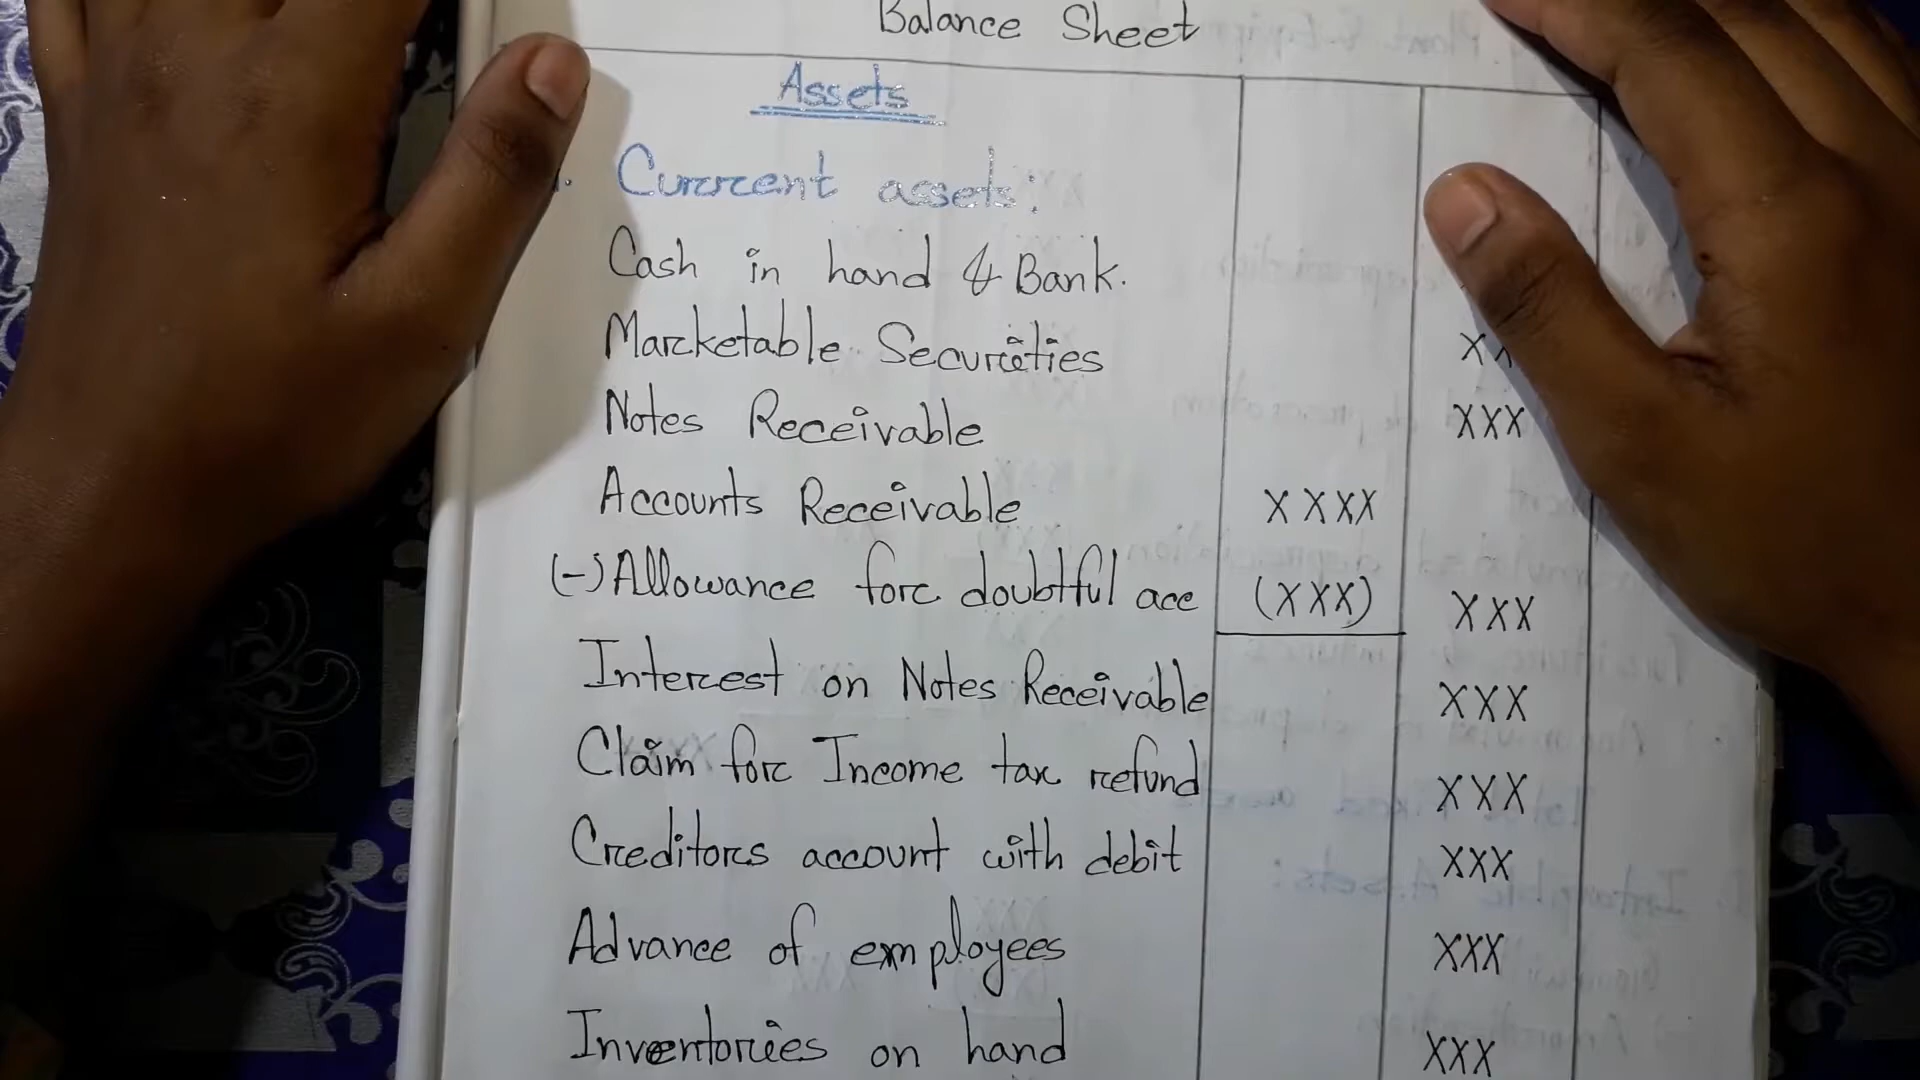 Balance Sheet
Assets
Current assets:
Cash in hand & Bank.
Marketable Securities
Notes Receivable XXX
Accounts Receivable XXXX
(-) Allowance for doubtful acc (XXX) XXX
Interest on Notes Receivable XXX
Claim for Income tax refund XXX
Creditors account with debit XXX
Advance of employees XXX
Inventories on hand XXX